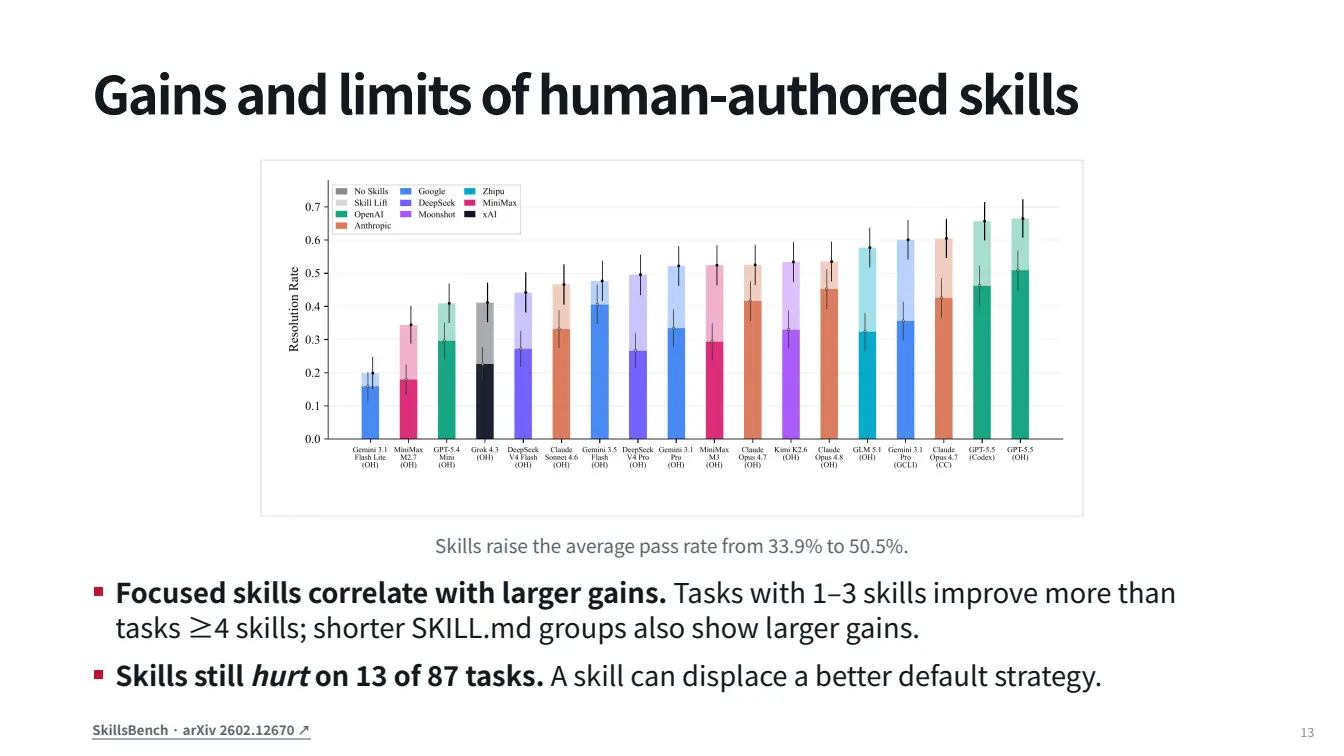 Gains and limits of human-authored skills
No Skills
Skill Lift
OpenAI
Anthropic
Google
DeepSeek
Moonshot
Zhipu
MiniMax
xAI
Resolution Rate
0.7
0.6
0.5
0.4
0.3
0.2
0.1
0.0
Gemini 3.1
Flash Lite
(OH)
MiniMax
M2.7
(OH)
GPT-5.4
Mini
(OH)
Grok 4.3
(OH)
DeepSeek
V4 Flash
(OH)
Claude
Sonnet 4.6
(OH)
Gemini 3.5
Flash
(OH)
DeepSeek
V4 Pro
(OH)
Gemini 3.1
Pro
(OH)
MiniMax
M3
(OH)
Claude
Opus 4.7
(OH)
Kimi K2.6
(OH)
Claude
Opus 4.8
(OH)
GLM 5.1
(OH)
Gemini 3.1
Pro
(GCLI)
Claude
Opus 4.7
(CC)
GPT-5.5
(Codex)
GPT-5.5
(OH)
Skills raise the average pass rate from 33.9% to 50.5%.
Focused skills correlate with larger gains. Tasks with 1–3 skills improve more than
tasks ≥4 skills; shorter SKILL.md groups also show larger gains.
Skills still hurt on 13 of 87 tasks. A skill can displace a better default strategy.
SkillsBench · arXiv 2602.12670 ↗
13